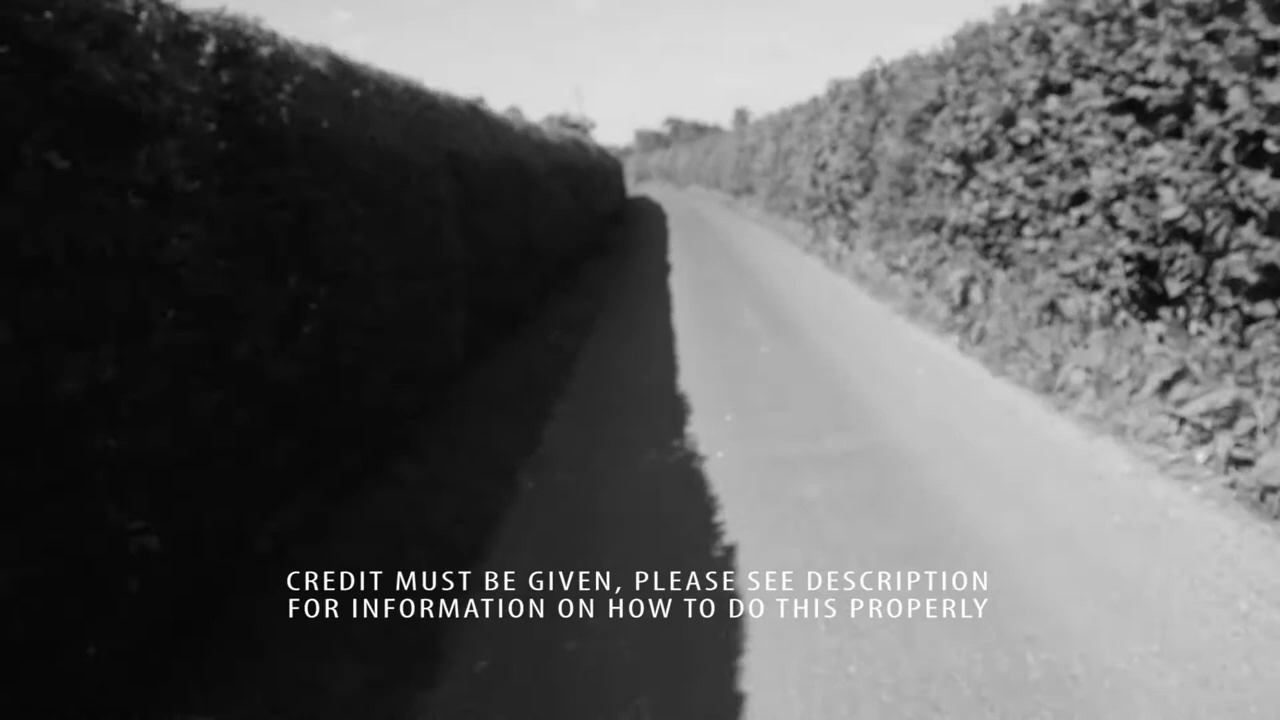 CREDIT MUST BE GIVEN, PLEASE SEE DESCRIPTION
FOR INFORMATION ON HOW TO DO THIS PROPERLY